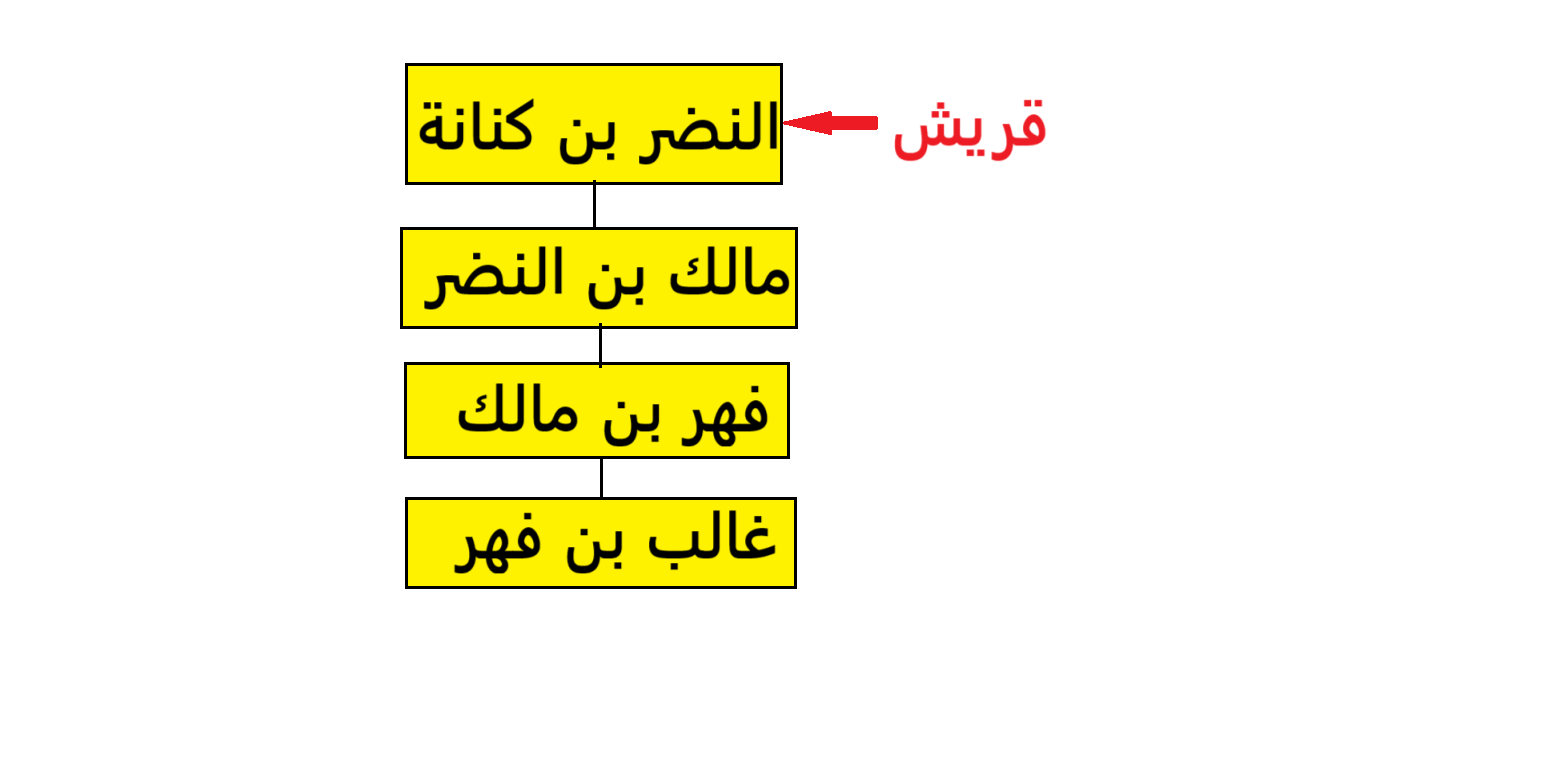 قريش
النضر بن كنانة
مالك بن النضر
فهر بن مالك
غالب بن فهر